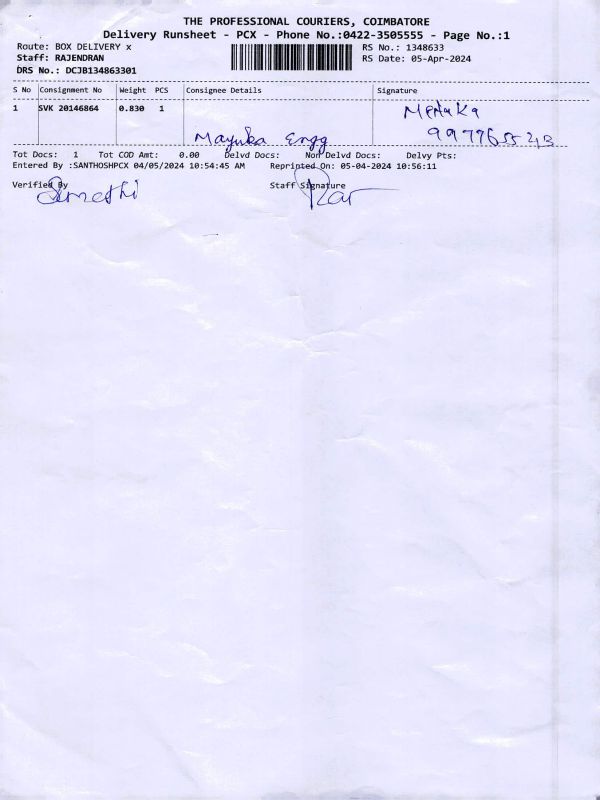 THE PROFESSIONAL COURIERS, COIMBATORE
Delivery Runsheet - PCX - Phone No.:0422-3505555 - Page No.:1
Route: BOX DELIVERY x RS No.: 1348633
Staff: RAJENDRAN RS Date: 05-Apr-2024
DRS No.: DCJB134863301
S No Consignment No Weight PCS Consignee Details Signature
1 SVK 20146864 0.830 1 Menaka
Mayuka Engg
Tot Docs: 1 Tot COD Amt: 0.00 Delvd Docs: Non Delvd Docs: Delvy Pts:
Entered By :SANTHOSHPCX 04/05/2024 10:54:45 AM Reprinted On: 05-04-2024 10:56:11
Verified By Staff Signature